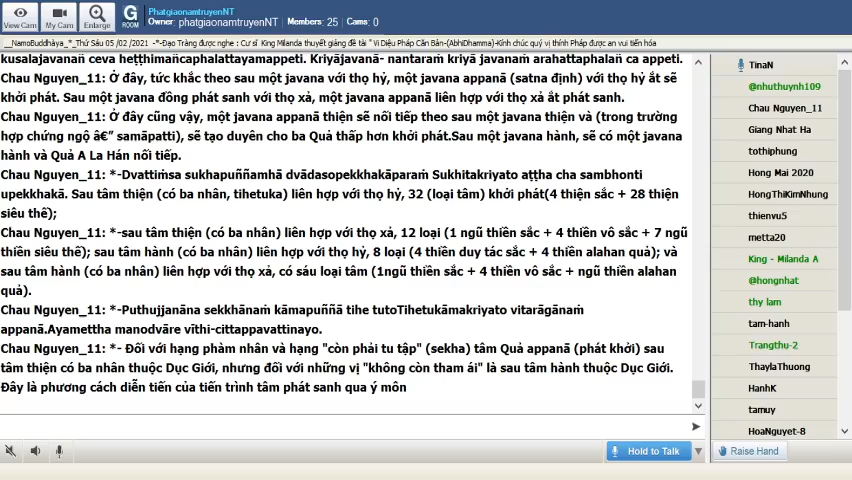 View Cam
My Cam
Enlarge
G
ROOM
PhatgiaonamtruyenNT
Owner: phatgiaonamtruyenNT | Members: 25 | Cams: 0
__NamoBuddhàya_*_Thứ Sáu 05 /02 /2021 -*-Đạo Tràng được nghe : Cư sĩ King Milanda thuyết giảng đề tài " Vi Diệu Pháp Căn Bản-(AbhiDhamma)-Kính chúc quý vị thính Pháp được an vui tiến hóa
kusalajavanañ ceva heṭṭhimañcaphalattayamappeti. Kriyājavanā- nantaraṁ kriyā javanaṁ arahattaphalañ ca appeti.
Chau Nguyen_11: Ở đây, tức khắc theo sau một javana với thọ hỷ, một javana appanā (satna định) với thọ hỷ ắt sẽ
khởi phát. Sau một javana đồng phát sanh với thọ xả, một javana appanā liên hợp với thọ xả ắt phát sanh.
Chau Nguyen_11: Ở đây cũng vậy, một javana appanā thiện sẽ nối tiếp theo sau một javana thiện và (trong trường
hợp chứng ngộ â€” samāpatti), sẽ tạo duyên cho ba Quả thấp hơn khởi phát.Sau một javana hành, sẽ có một javana
hành và Quả A La Hán nối tiếp.
Chau Nguyen_11: *-Dvattiṁsa sukhapuññamhā dvādasopekkhakāparaṁ Sukhitakriyato aṭṭha cha sambhonti
upekkhakā. Sau tâm thiện (có ba nhân, tihetuka) liên hợp với thọ hỷ, 32 (loại tâm) khởi phát(4 thiện sắc + 28 thiện
siêu thế);
Chau Nguyen_11: *-sau tâm thiện (có ba nhân) liên hợp với thọ xả, 12 loại (1 ngũ thiền sắc + 4 thiền vô sắc + 7 ngũ
thiền siêu thế); sau tâm hành (có ba nhân) liên hợp với thọ hỷ, 8 loại (4 thiền duy tác sắc + 4 thiền alahan quả); và
sau tâm hành (có ba nhân) liên hợp với thọ xả, có sáu loại tâm (1ngũ thiền sắc + 4 thiền vô sắc + ngũ thiền alahan
quả).
Chau Nguyen_11: *-Puthujjanāna sekkhānaṁ kāmapuññā tihe tutoTihetukāmakriyato vitarāgānaṁ
appanā.Ayamettha manodvāre vīthi-cittappavattinayo.
Chau Nguyen_11: *- Đối với hạng phàm nhân và hạng "còn phải tu tập" (sekha) tâm Quả appanā (phát khởi) sau
tâm thiện có ba nhân thuộc Dục Giới, nhưng đối với những vị "không còn tham ái" là sau tâm hành thuộc Dục Giới.
Đây là phương cách diễn tiến của tiến trình tâm phát sanh qua ý môn
TinaN
@nhuthuynh109
Chau Nguyen_11
Giang Nhat Ha
tothiphung
Hong Mai 2020
HongThiKimNhung
thienvu5
metta20
King - Milanda A
@hongnhat
thy lam
tam-hanh
Trangthu-2
ThaylaThuong
HanhK
tamuy
HoaNguyet-8
Hold to Talk
Raise Hand